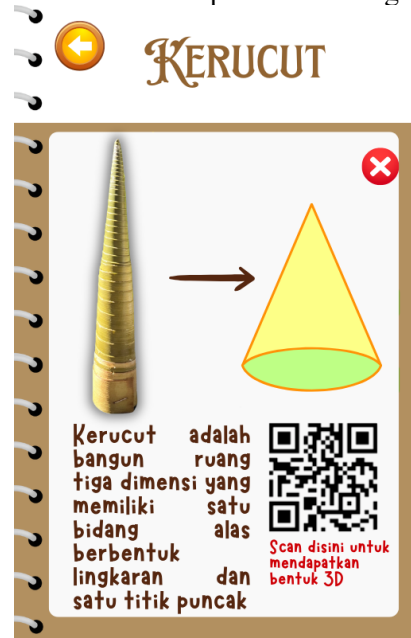 KERUCUT
Kerucut adalah
bangun ruang
tiga dimensi yang
memiliki satu
bidang alas
berbentuk
lingkaran dan
satu titik puncak
Scan disini untuk
mendapatkan
bentuk 3D